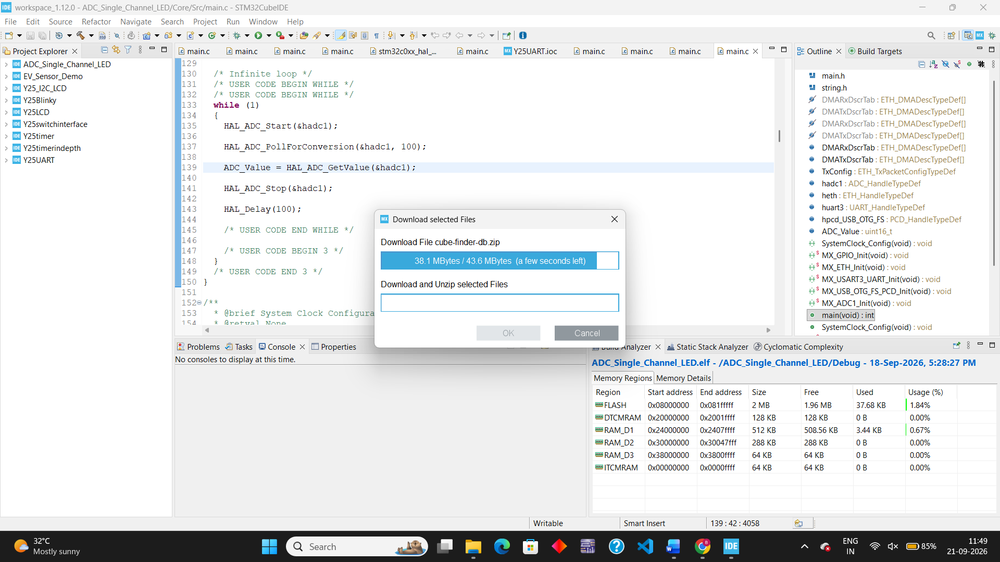 IDE workspace_1.12.0 - ADC_Single_Channel_LED/Core/Src/main.c - STM32CubeIDE
File Edit Source Refactor Navigate Search Project Run Window Help
Project Explorer
IDE ADC_Single_Channel_LED
IDE EV_Sensor_Demo
IDE Y25_I2C_LCD
IDE Y25Blinky
IDE Y25LCD
IDE Y25switchinterface
IDE Y25timer
IDE Y25timerindepth
IDE Y25UART
main.c main.c main.c main.c stm32c0xx_hal_... main.c MX Y25UART.ioc main.c main.c main.c main.c
129
130 /* Infinite loop */
131 /* USER CODE BEGIN WHILE */
132 /* USER CODE BEGIN WHILE */
133 while (1)
134 {
135 HAL_ADC_Start(&hadc1);
136
137 HAL_ADC_PollForConversion(&hadc1, 100);
138
139 ADC_Value = HAL_ADC_GetValue(&hadc1);
140
141 HAL_ADC_Stop(&hadc1);
142
143 HAL_Delay(100);
144
145 /* USER CODE END WHILE */
146
147 /* USER CODE BEGIN 3 */
148 }
149 /* USER CODE END 3 */
150 }
151
152 /**
153 * @brief System Clock Configura
154 * @retval None
MX Download selected Files
Download File cube-finder-db.zip
38.1 MBytes / 43.6 MBytes (a few seconds left)
Download and Unzip selected Files
OK Cancel
Outline Build Targets
main.h
string.h
DMARxDscrTab : ETH_DMADescTypeDef[]
DMATxDscrTab : ETH_DMADescTypeDef[]
DMARxDscrTab : ETH_DMADescTypeDef[]
DMATxDscrTab : ETH_DMADescTypeDef[]
DMARxDscrTab : ETH_DMADescTypeDef[]
DMATxDscrTab : ETH_DMADescTypeDef[]
TxConfig : ETH_TxPacketConfigTypeDef
hadc1 : ADC_HandleTypeDef
heth : ETH_HandleTypeDef
huart3 : UART_HandleTypeDef
hpcd_USB_OTG_FS : PCD_HandleTypeDef
ADC_Value : uint16_t
SystemClock_Config(void) : void
MX_GPIO_Init(void) : void
MX_ETH_Init(void) : void
MX_USART3_UART_Init(void) : void
MX_USB_OTG_FS_PCD_Init(void) : void
MX_ADC1_Init(void) : void
main(void) : int
SystemClock_Config(void) : void
Problems Tasks Console Properties
No consoles to display at this time.
Build Analyzer Static Stack Analyzer Cyclomatic Complexity
ADC_Single_Channel_LED.elf - /ADC_Single_Channel_LED/Debug - 18-Sep-2026, 5:28:27 PM
Memory Regions Memory Details
Region Start address End address Size Free Used Usage (%)
FLASH 0x08000000 0x081fffff 2 MB 1.96 MB 37.68 KB 1.84%
DTCMRAM 0x20000000 0x2001ffff 128 KB 128 KB 0 B 0.00%
RAM_D1 0x24000000 0x2407ffff 512 KB 508.56 KB 3.44 KB 0.67%
RAM_D2 0x30000000 0x30047fff 288 KB 288 KB 0 B 0.00%
RAM_D3 0x38000000 0x3800ffff 64 KB 64 KB 0 B 0.00%
ITCMRAM 0x00000000 0x0000ffff 64 KB 64 KB 0 B 0.00%
Writable Smart Insert 139 : 42 : 4058
32°C
Mostly sunny
Search
IDE
ENG
IN
85%
11:49
21-09-2026